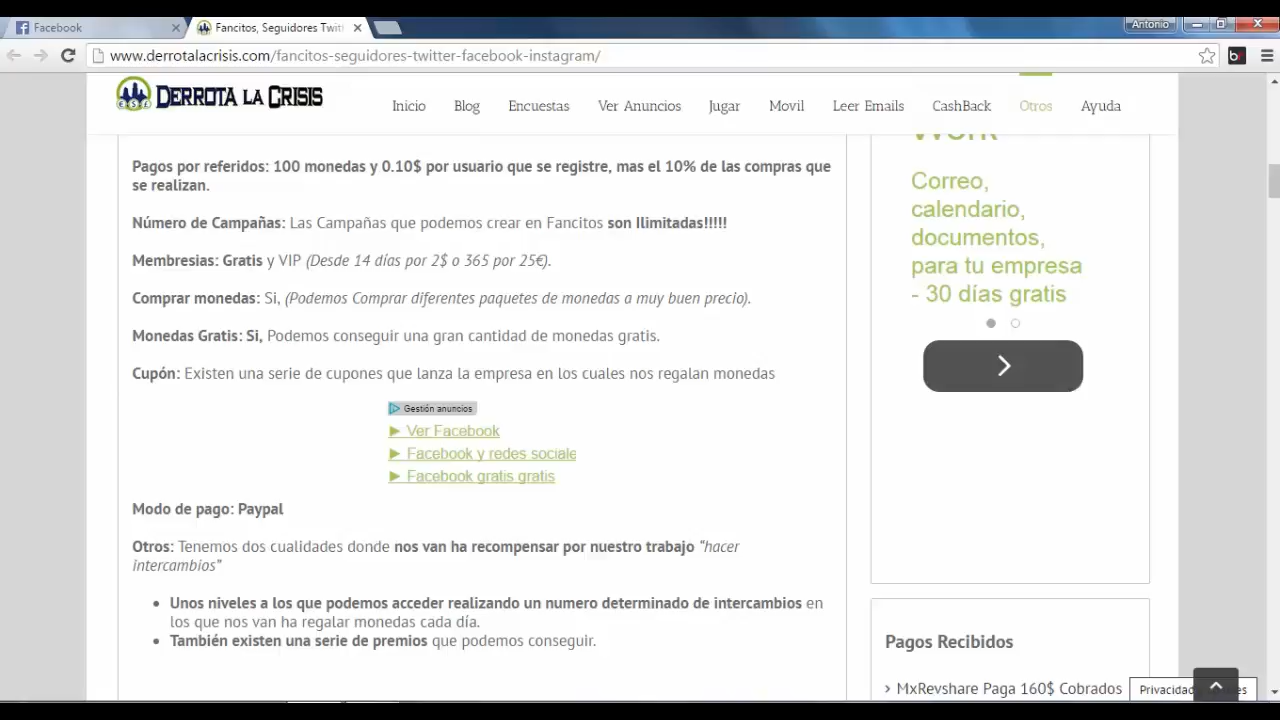 Facebook
Fancitos, Seguidores Twitt
Antonio
www.derrotalacrisis.com/fancitos-seguidores-twitter-facebook-instagram/
DERROTA LA CRISIS
Inicio
Blog
Encuestas
Ver Anuncios
Jugar
Movil
Leer Emails
CashBack
Otros
Ayuda
Pagos por referidos: 100 monedas y 0.10$ por usuario que se registre, mas el 10% de las compras que
se realizan.
Número de Campañas: Las Campañas que podemos crear en Fancitos son Ilimitadas!!!!!
Membresias: Gratis y VIP (Desde 14 días por 2$ o 365 por 25€).
Comprar monedas: Si, (Podemos Comprar diferentes paquetes de monedas a muy buen precio).
Monedas Gratis: Si, Podemos conseguir una gran cantidad de monedas gratis.
Cupón: Existen una serie de cupones que lanza la empresa en los cuales nos regalan monedas
Gestión anuncios
► Ver Facebook
► Facebook y redes sociale
► Facebook gratis gratis
Modo de pago: Paypal
Otros: Tenemos dos cualidades donde nos van ha recompensar por nuestro trabajo “hacer
intercambios”
Unos niveles a los que podemos acceder realizando un numero determinado de intercambios en
los que nos van ha regalar monedas cada día.
También existen una serie de premios que podemos conseguir.
Work
Correo,
calendario,
documentos,
para tu empresa
- 30 días gratis
Pagos Recibidos
MxRevshare Paga 160$ Cobrados
Privacidad